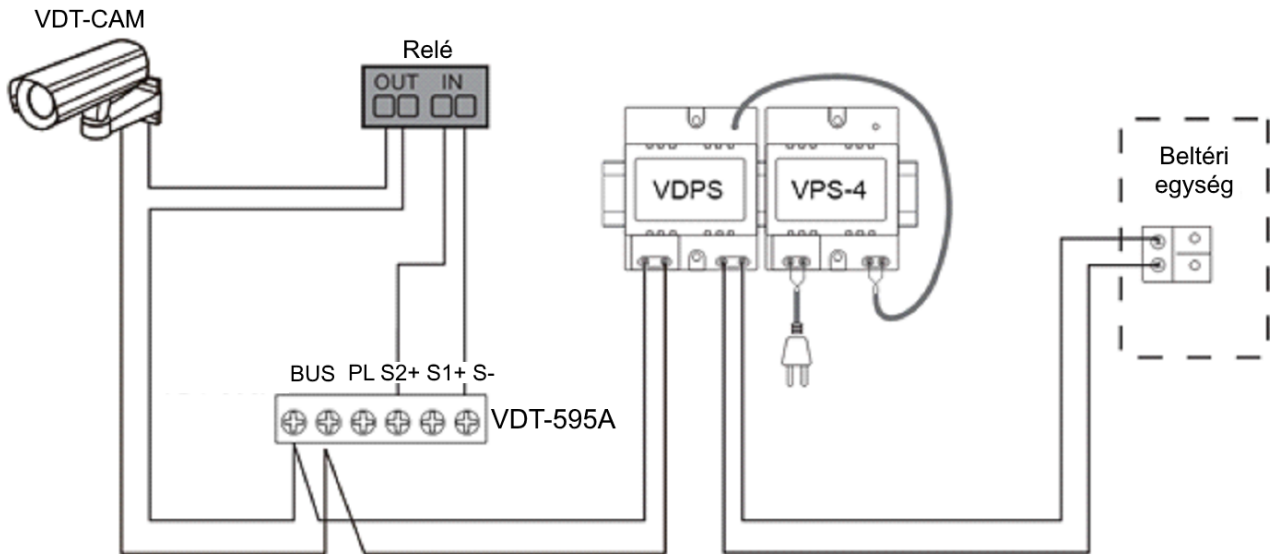 VDT-CAM
Relé
OUT IN
VDPS
VPS-4
Beltéri
egység
BUS PL S2+ S1+ S-
VDT-595A